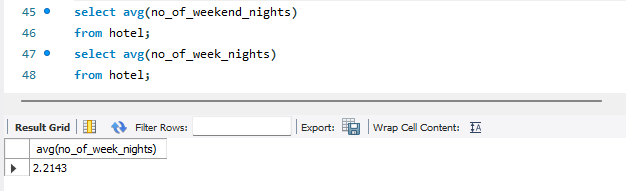 45 select avg(no_of_weekend_nights)
46 from hotel;
47 select avg(no_of_week_nights)
48 from hotel;
Result Grid Filter Rows: Export: Wrap Cell Content: IA
avg(no_of_week_nights)
2.2143